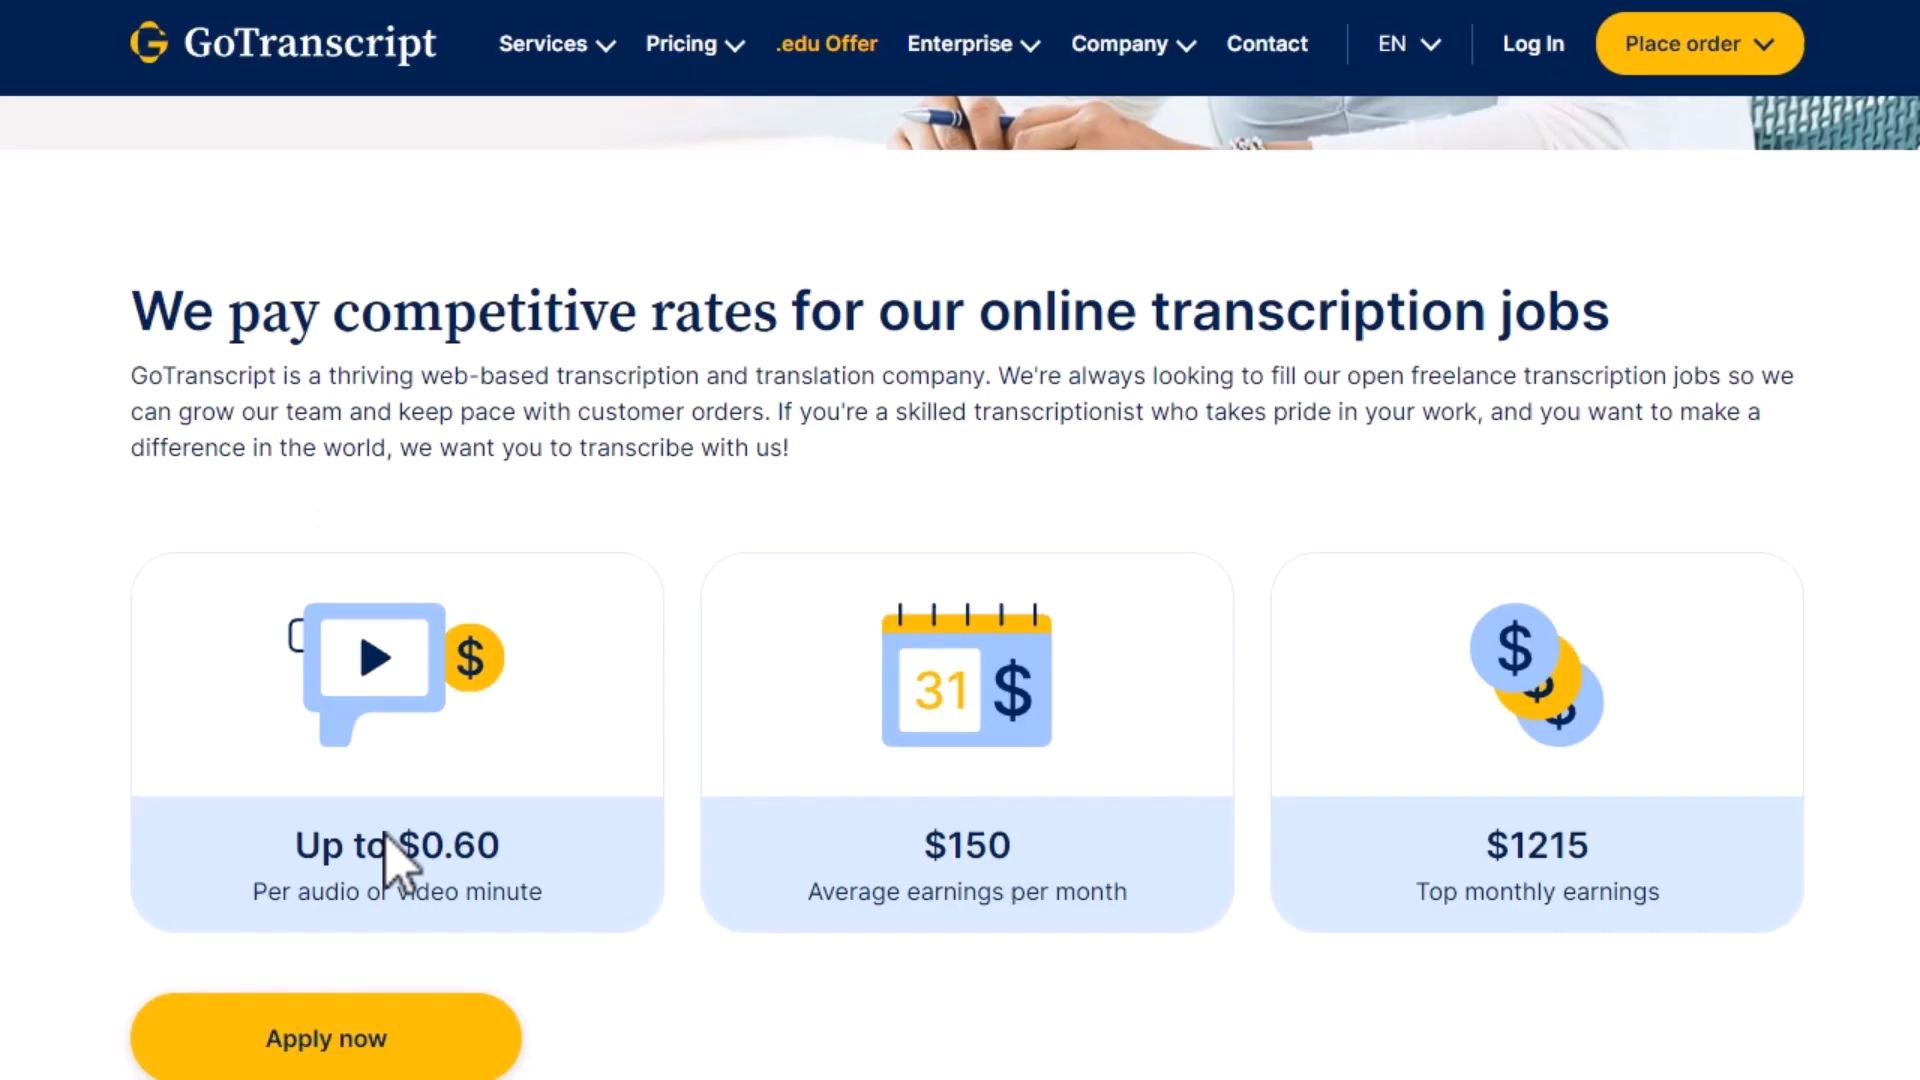 GoTranscript Services Pricing .edu Offer Enterprise Company Contact EN Log In Place order
We pay competitive rates for our online transcription jobs
GoTranscript is a thriving web-based transcription and translation company. We're always looking to fill our open freelance transcription jobs so we
can grow our team and keep pace with customer orders. If you're a skilled transcriptionist who takes pride in your work, and you want to make a
difference in the world, we want you to transcribe with us!
$
31 $
$ $ $
Up to $0.60
Per audio or video minute
$150
Average earnings per month
$1215
Top monthly earnings
Apply now